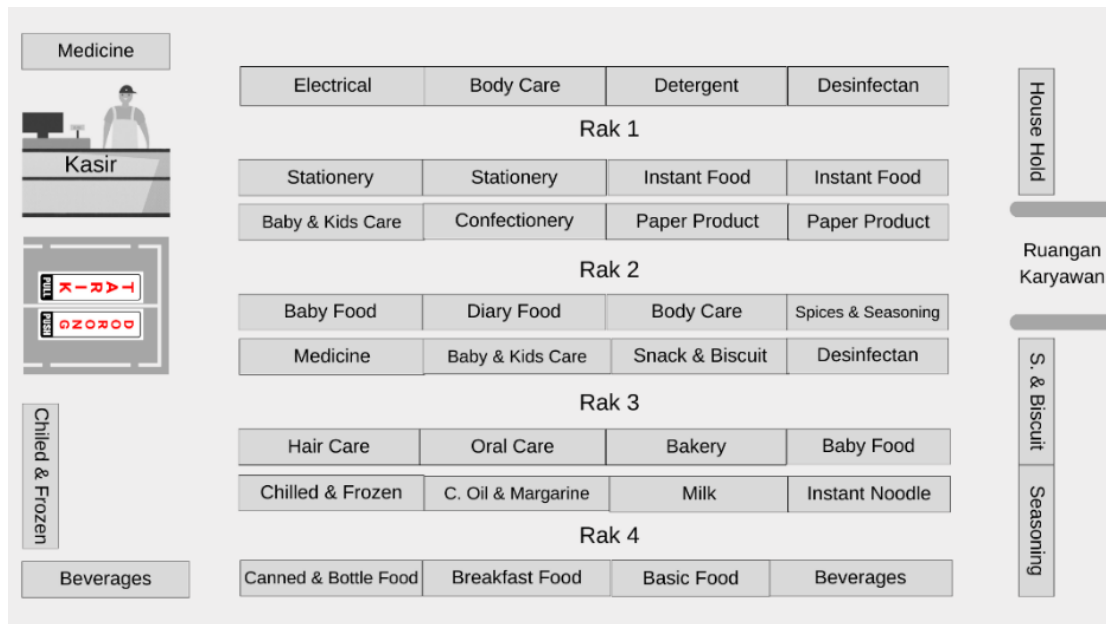 Medicine
Kasir
PULL TARIK
PUSH DORONG
Chiled & Frozen
Beverages
Electrical Body Care Detergent Desinfectan
Rak 1
Stationery Stationery Instant Food Instant Food
Baby & Kids Care Confectionery Paper Product Paper Product
Rak 2
Baby Food Diary Food Body Care Spices & Seasoning
Medicine Baby & Kids Care Snack & Biscuit Desinfectan
Rak 3
Hair Care Oral Care Bakery Baby Food
Chilled & Frozen C. Oil & Margarine Milk Instant Noodle
Rak 4
Canned & Bottle Food Breakfast Food Basic Food Beverages
House Hold
Ruangan
Karyawan
S. & Biscuit
Seasoning